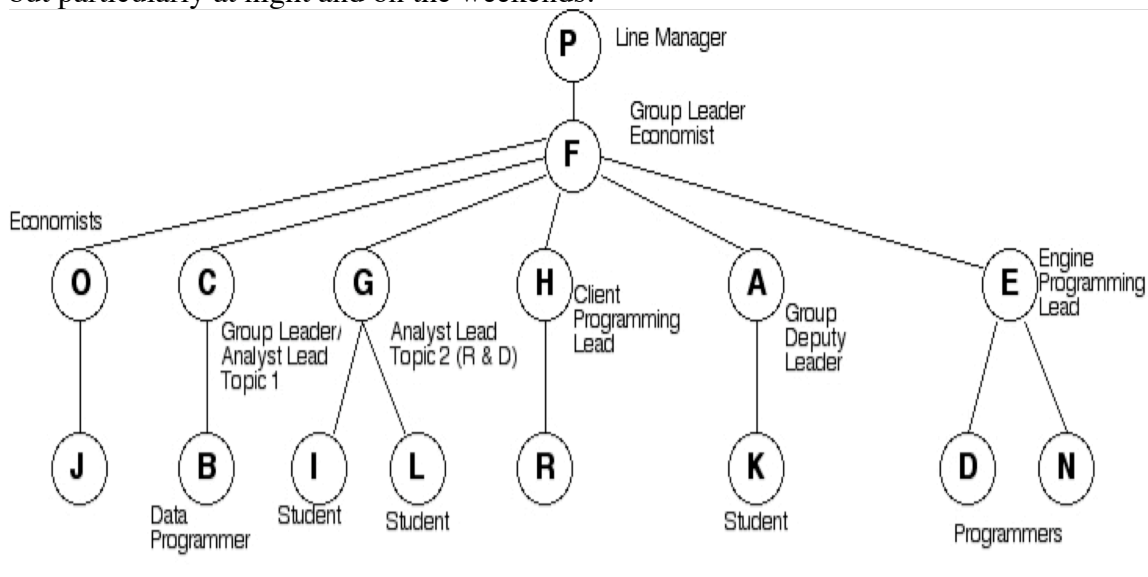 but particularly at night and on the weekends.
P Line Manager
Group Leader
Economist
F
Economists
O C G H A E
Engine
Programming
Lead
Client
Programming
Lead
Group
Deputy
Leader
Group Leader/
Analyst Lead
Topic 1
Analyst Lead
Topic 2 (R & D)
J B I L R K D N
Data
Programmer
Student
Student
Student
Programmers